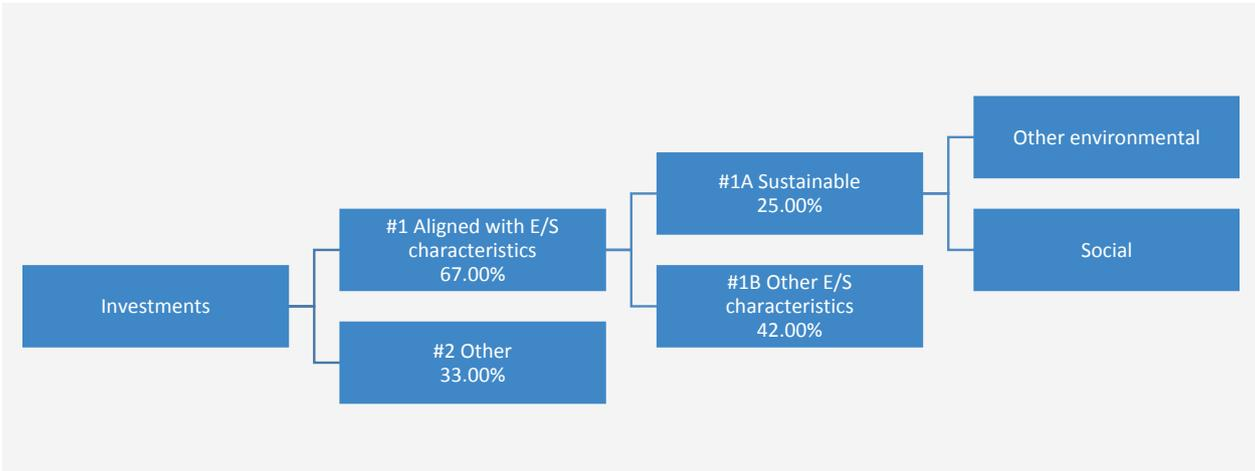 Investments
#1 Aligned with E/S
characteristics
67.00%
#2 Other
33.00%
#1A Sustainable
25.00%
#1B Other E/S
characteristics
42.00%
Other environmental
Social